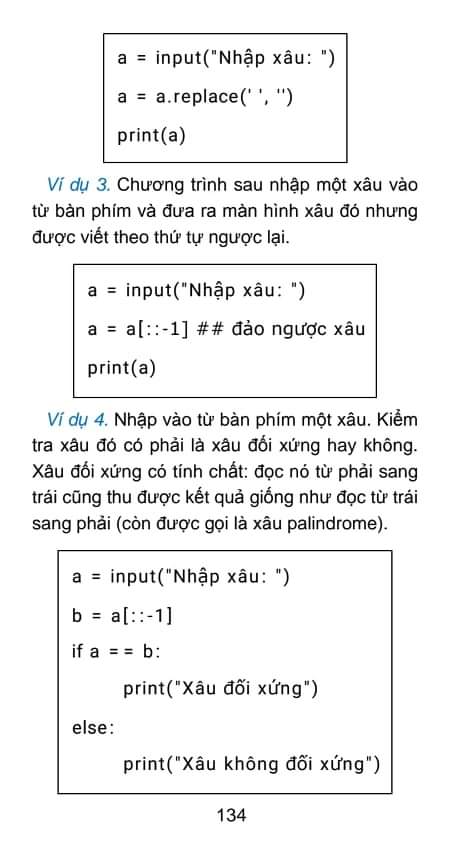 a = input("Nhập xâu: ")
a = a.replace(' ', '')
print(a)
Ví dụ 3. Chương trình sau nhập một xâu vào
từ bàn phím và đưa ra màn hình xâu đó nhưng
được viết theo thứ tự ngược lại.
a = input("Nhập xâu: ")
a = a[::-1] ## đảo ngược xâu
print(a)
Ví dụ 4. Nhập vào từ bàn phím một xâu. Kiểm
tra xâu đó có phải là xâu đối xứng hay không.
Xâu đối xứng có tính chất: đọc nó từ phải sang
trái cũng thu được kết quả giống như đọc từ trái
sang phải (còn được gọi là xâu palindrome).
a = input("Nhập xâu: ")
b = a[::-1]
if a = = b:
print("Xâu đối xứng")
else:
print("Xâu không đối xứng")
134